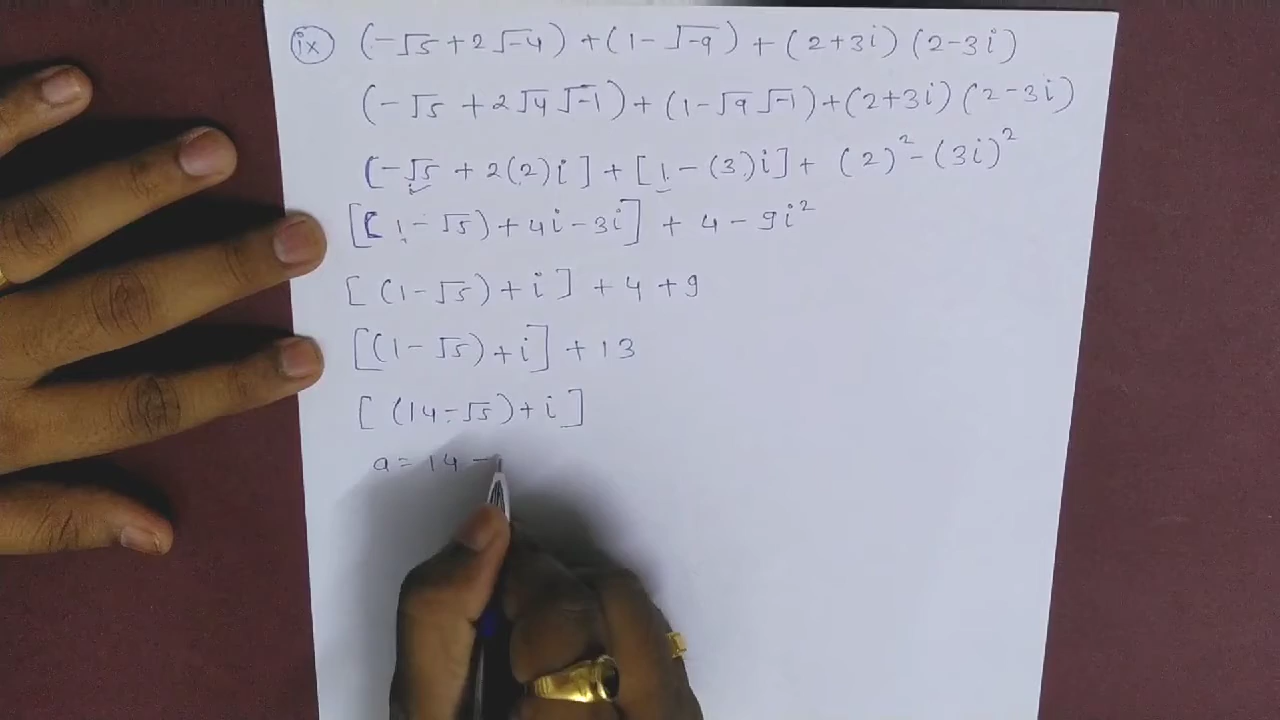 (ix) (-√5 + 2√-4) + (1 - √-9) + (2+3i) (2-3i)
(-√5 + 2√4 √-1) + (1 - √9 √-1) + (2+3i) (2-3i)
(-√5 + 2(2)i] + [1 - (3)i] + (2)² - (3i)²
[(1 - √5) + 4i - 3i] + 4 - 9i²
[(1 - √5) + i] + 4 + 9
[(1 - √5) + i] + 13
[(14 - √5) + i]
a = 14 -